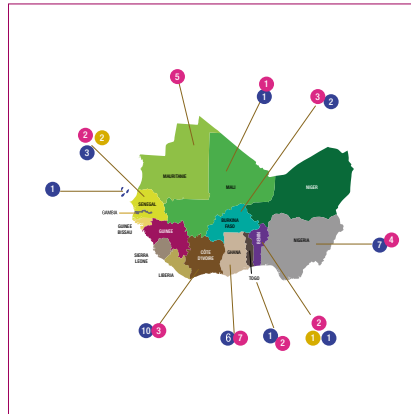 5
1
1
3
2
2
2
3
1
MAURITANIE
MALI
NIGER
SENEGAL
GAMBIA
GUINEE
BISSAU
GUINEE
BURKINA
FASO
BENIN
NIGERIA
SIERRA
LEONE
LIBERIA
CÔTE
D'IVOIRE
GHANA
TOGO
4
7
10
3
6
7
1
2
2
1
1